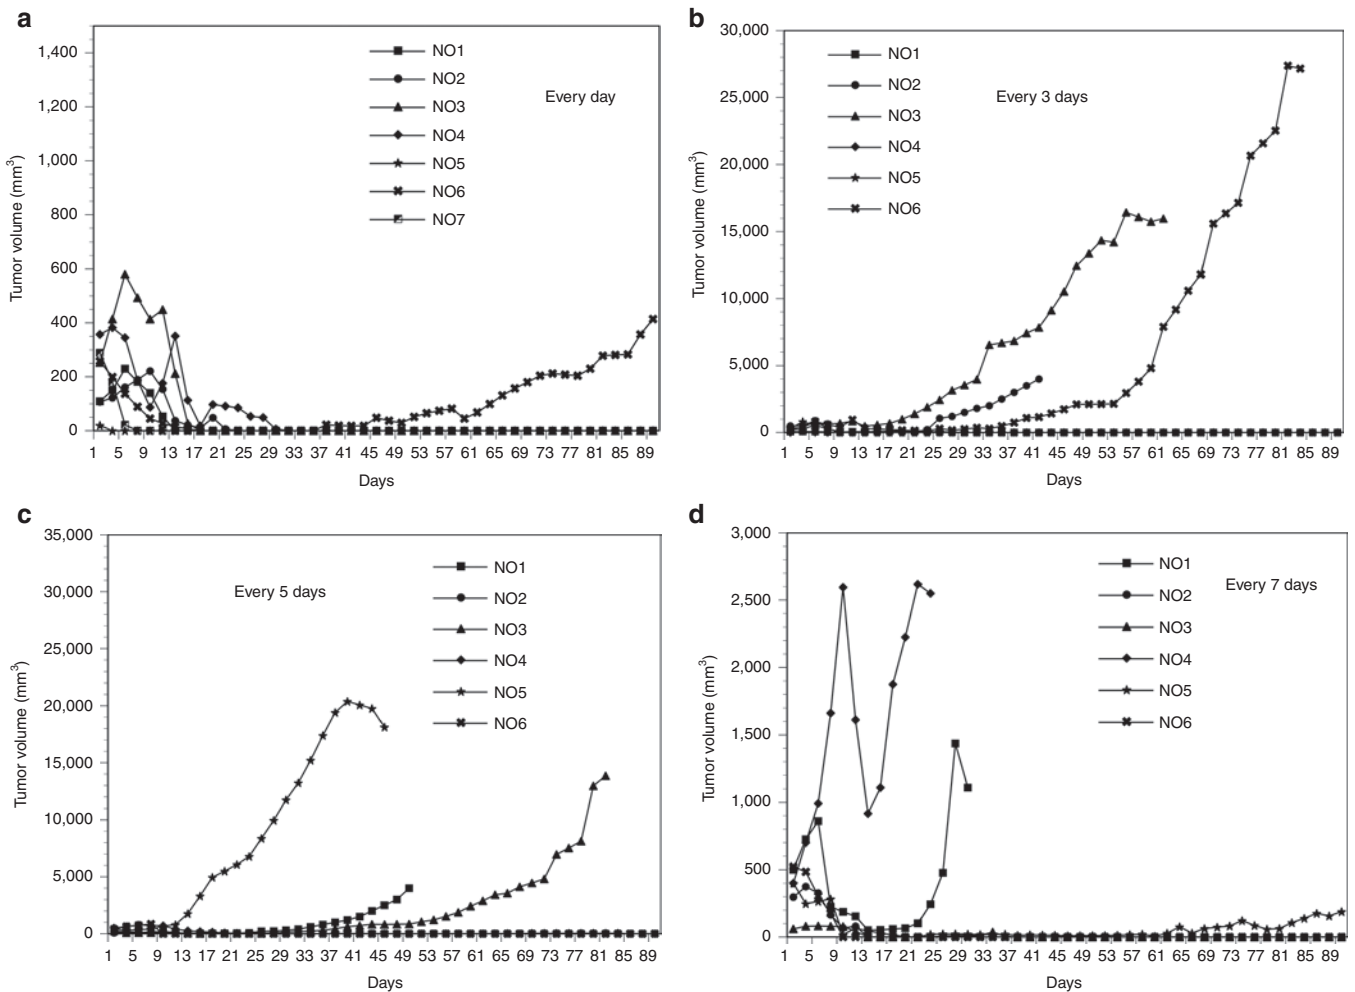 a
1,400
1,200
1,000
800
600
400
200
0
Tumor volume (mm³)
NO1
NO2
NO3
NO4
NO5
NO6
NO7
Every day
1 5 9 13 17 21 25 29 33 37 41 45 49 53 57 61 65 69 73 77 81 85 89
Days
b
30,000
25,000
20,000
15,000
10,000
5,000
0
Tumor volume (mm³)
NO1
NO2
NO3
NO4
NO5
NO6
Every 3 days
1 5 9 13 17 21 25 29 33 37 41 45 49 53 57 61 65 69 73 77 81 85 89
Days
c
35,000
30,000
25,000
20,000
15,000
10,000
5,000
0
Tumor volume (mm³)
Every 5 days
NO1
NO2
NO3
NO4
NO5
NO6
1 5 9 13 17 21 25 29 33 37 41 45 49 53 57 61 65 69 73 77 81 85 89
Days
d
3,000
2,500
2,000
1,500
1,000
500
0
Tumor volume (mm³)
NO1
NO2
NO3
NO4
NO5
NO6
Every 7 days
1 5 9 13 17 21 25 29 33 37 41 45 49 53 57 61 65 69 73 77 81 85 89
Days